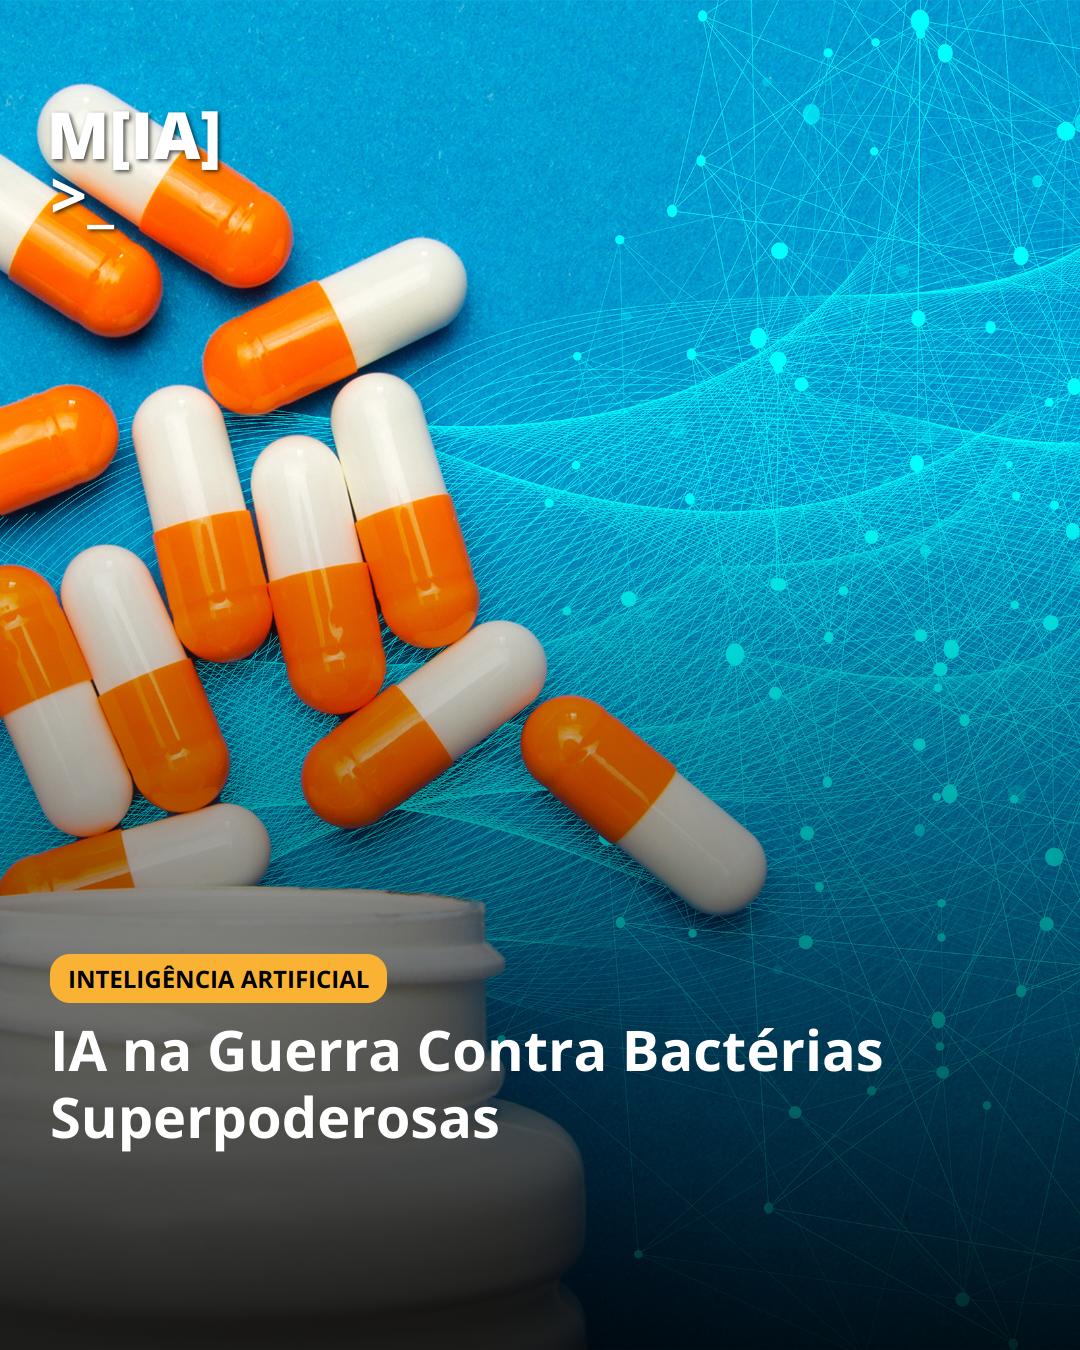 M[IA]
>_
INTELIGÊNCIA ARTIFICIAL
IA na Guerra Contra Bactérias
Superpoderosas